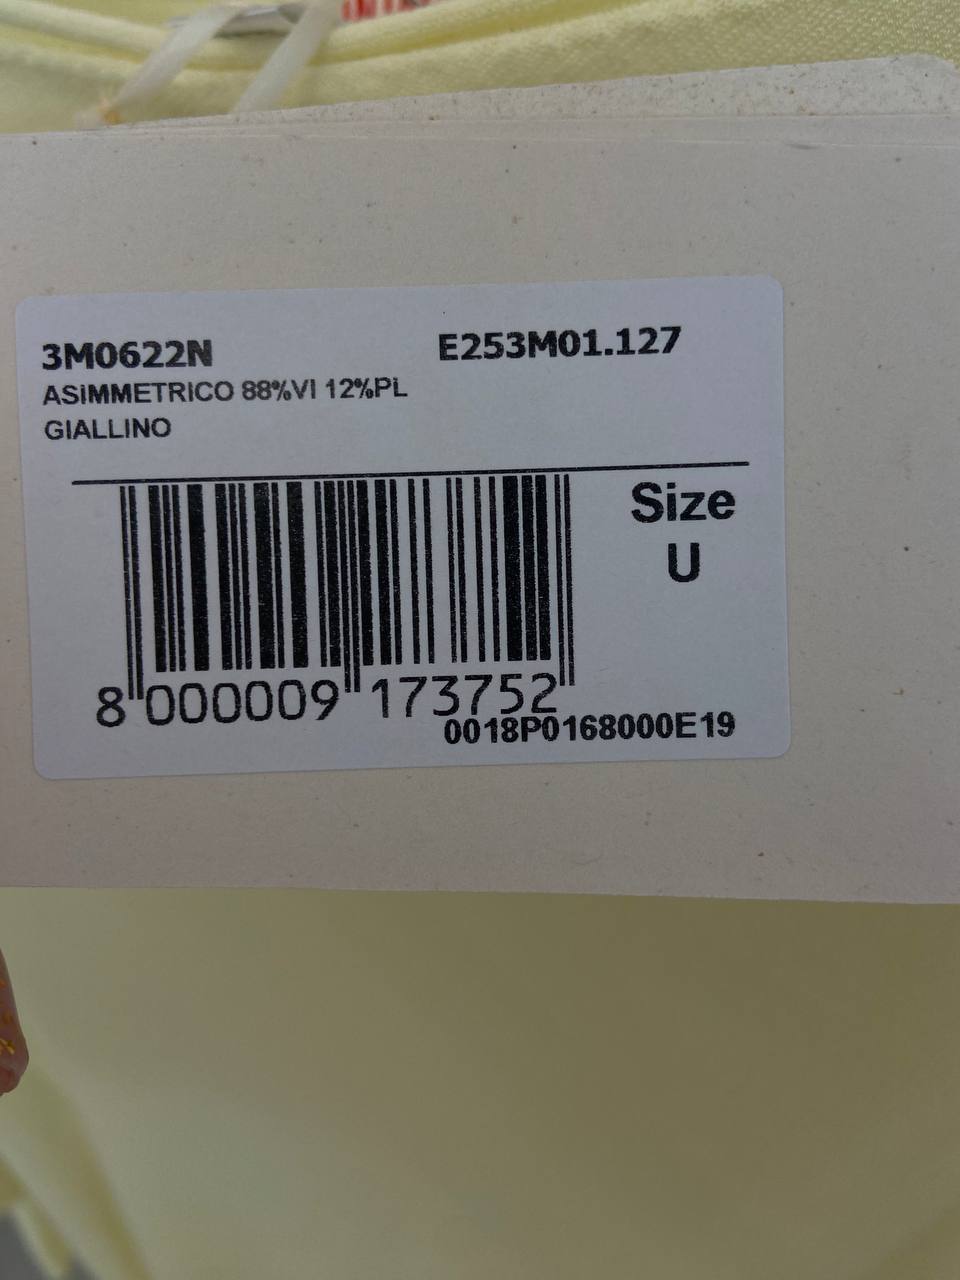 3M0622N E253M01.127
ASIMMETRICO 88%VI 12%PL
GIALLINO
Size
U
8 000009 173752
0018P0168000E19